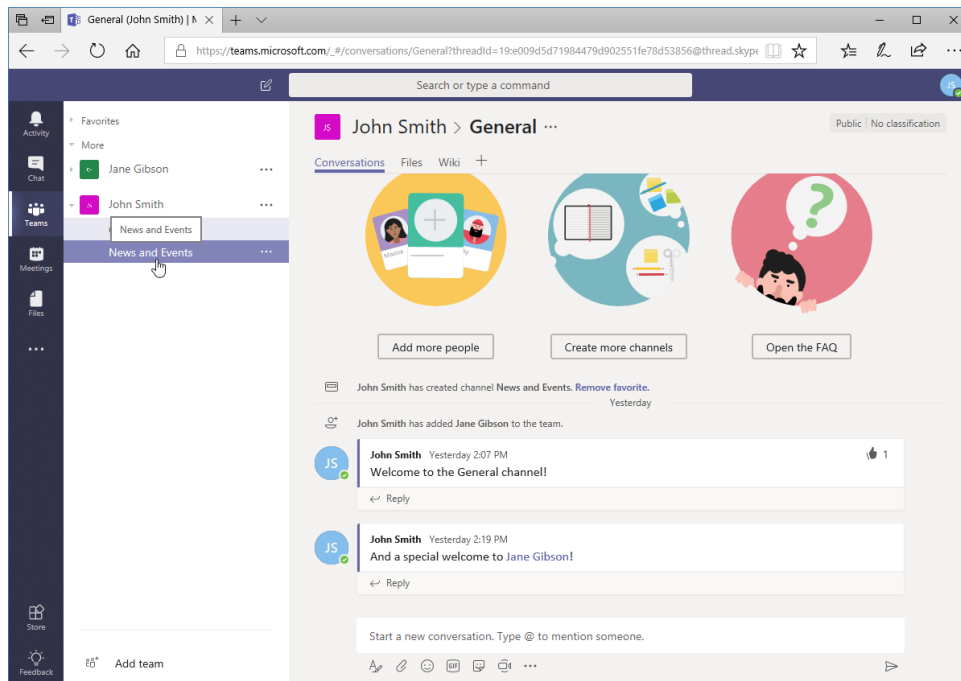 General (John Smith) | M
https://teams.microsoft.com/_#/conversations/General?threadId=19:e009d5d71984479d902551fe78d53856@thread.skype
Search or type a command
JS
Activity
Chat
Teams
Meetings
Files
Store
Feedback
Favorites
More
Jane Gibson
JS
John Smith
News and Events
News and Events
Add team
JS
John Smith > General
Public | No classification
Conversations Files Wiki
Maxine
Add more people
Create more channels
Open the FAQ
John Smith has created channel News and Events. Remove favorite.
Yesterday
John Smith has added Jane Gibson to the team.
JS
John Smith Yesterday 2:07 PM
1
Welcome to the General channel!
Reply
JS
John Smith Yesterday 2:19 PM
And a special welcome to Jane Gibson!
Reply
Start a new conversation. Type @ to mention someone.
GIF